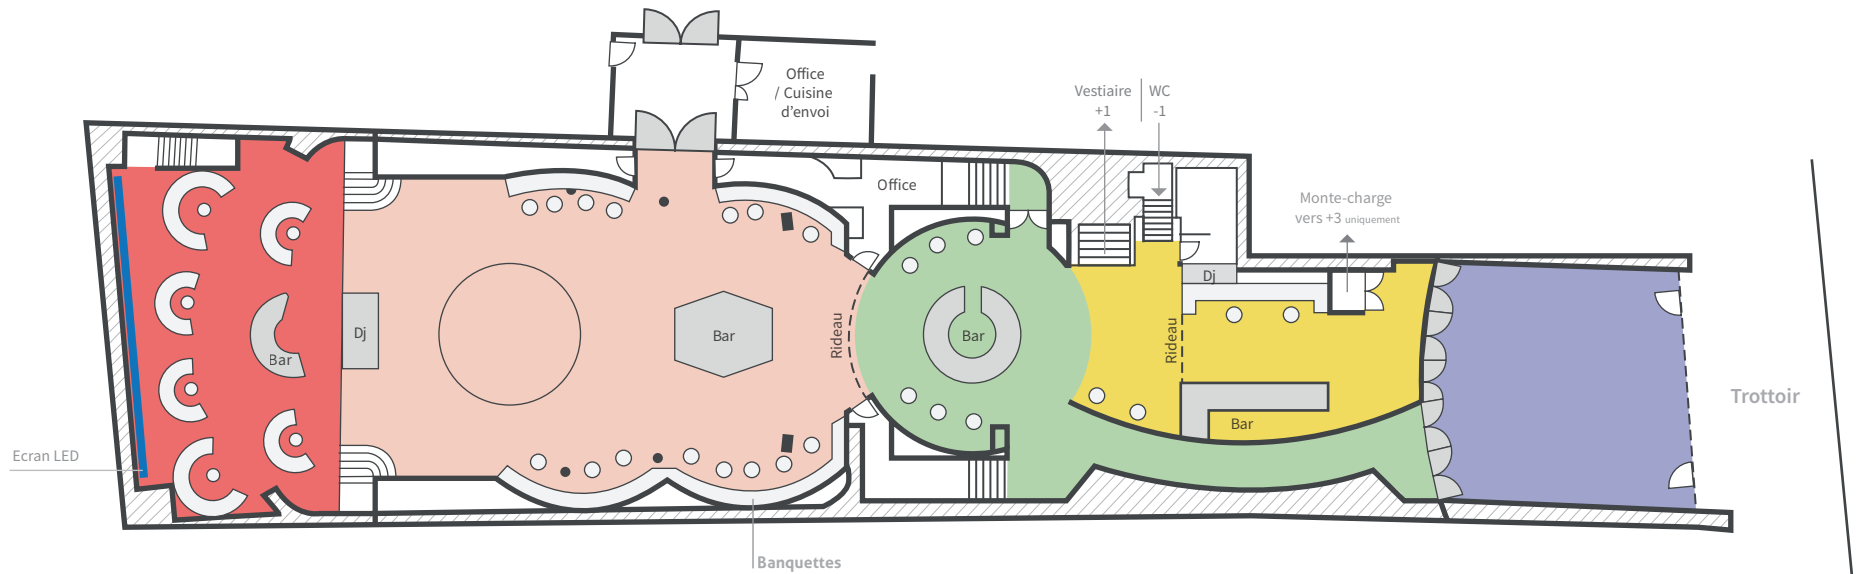 Office
/ Cuisine
d'envoi
Vestiaire
+1
WC
-1
Office
Monte-charge
vers +3 uniquement
Dj
Dj
Bar
Bar
Rideau
Bar
Rideau
Bar
Trottoir
Ecran LED
Banquettes